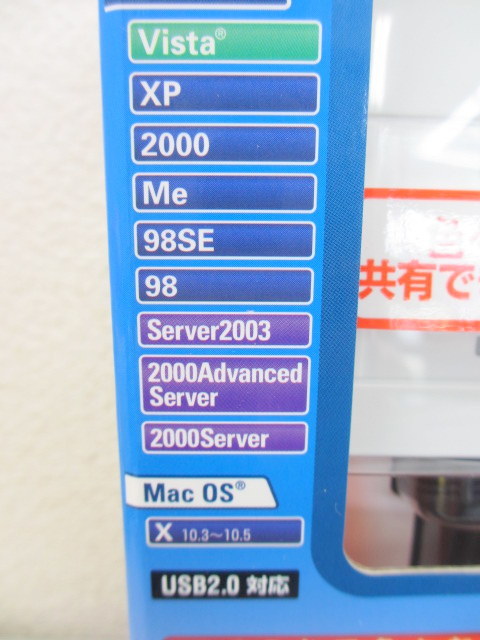 Vista®
XP
2000
Me
98SE
98
Server2003
2000Advanced
Server
2000Server
Mac OS®
X 10.3～10.5
USB2.0 対応
共有で